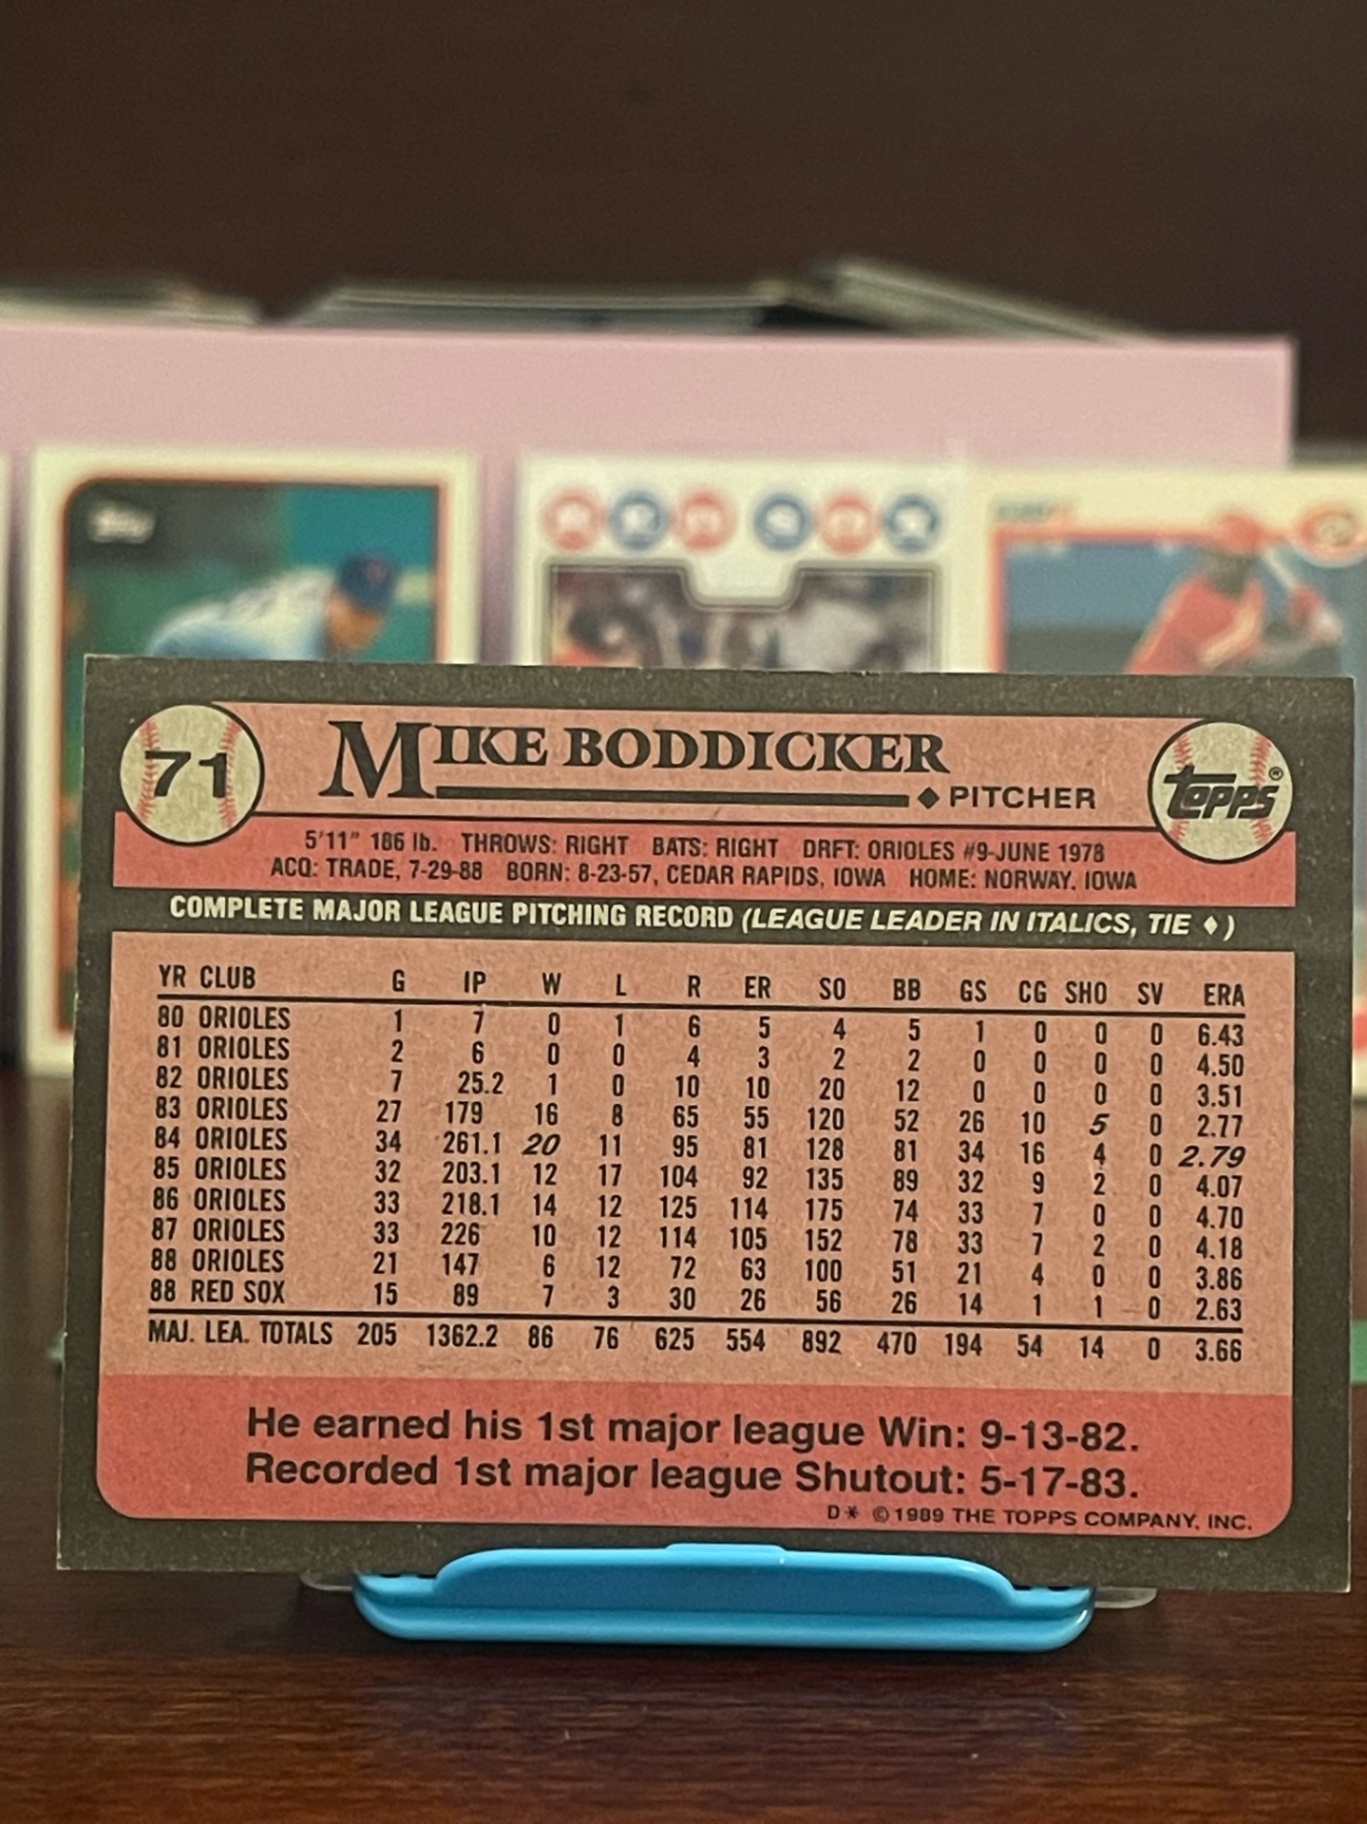 Topps
71
MIKE BODDICKER
PITCHER
Topps®
5'11" 186 lb. THROWS: RIGHT BATS: RIGHT DRFT: ORIOLES #9-JUNE 1978
ACQ: TRADE, 7-29-88 BORN: 8-23-57, CEDAR RAPIDS, IOWA HOME: NORWAY, IOWA
COMPLETE MAJOR LEAGUE PITCHING RECORD (LEAGUE LEADER IN ITALICS, TIE ♦)
YR CLUB G IP W L R ER SO BB GS CG SHO SV ERA
80 ORIOLES 1 7 0 1 6 5 4 5 1 0 0 0 6.43
81 ORIOLES 2 6 0 0 4 3 2 2 0 0 0 0 4.50
82 ORIOLES 7 25.2 1 0 10 10 20 12 0 0 0 0 3.51
83 ORIOLES 27 179 16 8 65 55 120 52 26 10 5 0 2.77
84 ORIOLES 34 261.1 20 11 95 81 128 81 34 16 4 0 2.79
85 ORIOLES 32 203.1 12 17 104 92 135 89 32 9 2 0 4.07
86 ORIOLES 33 218.1 14 12 125 114 175 74 33 7 0 0 4.70
87 ORIOLES 33 226 10 12 114 105 152 78 33 7 2 0 4.18
88 ORIOLES 21 147 6 12 72 63 100 51 21 4 0 0 3.86
88 RED SOX 15 89 7 3 30 26 56 26 14 1 1 0 2.63
MAJ. LEA. TOTALS 205 1362.2 86 76 625 554 892 470 194 54 14 0 3.66
He earned his 1st major league Win: 9-13-82.
Recorded 1st major league Shutout: 5-17-83.
D* ©1989 THE TOPPS COMPANY, INC.